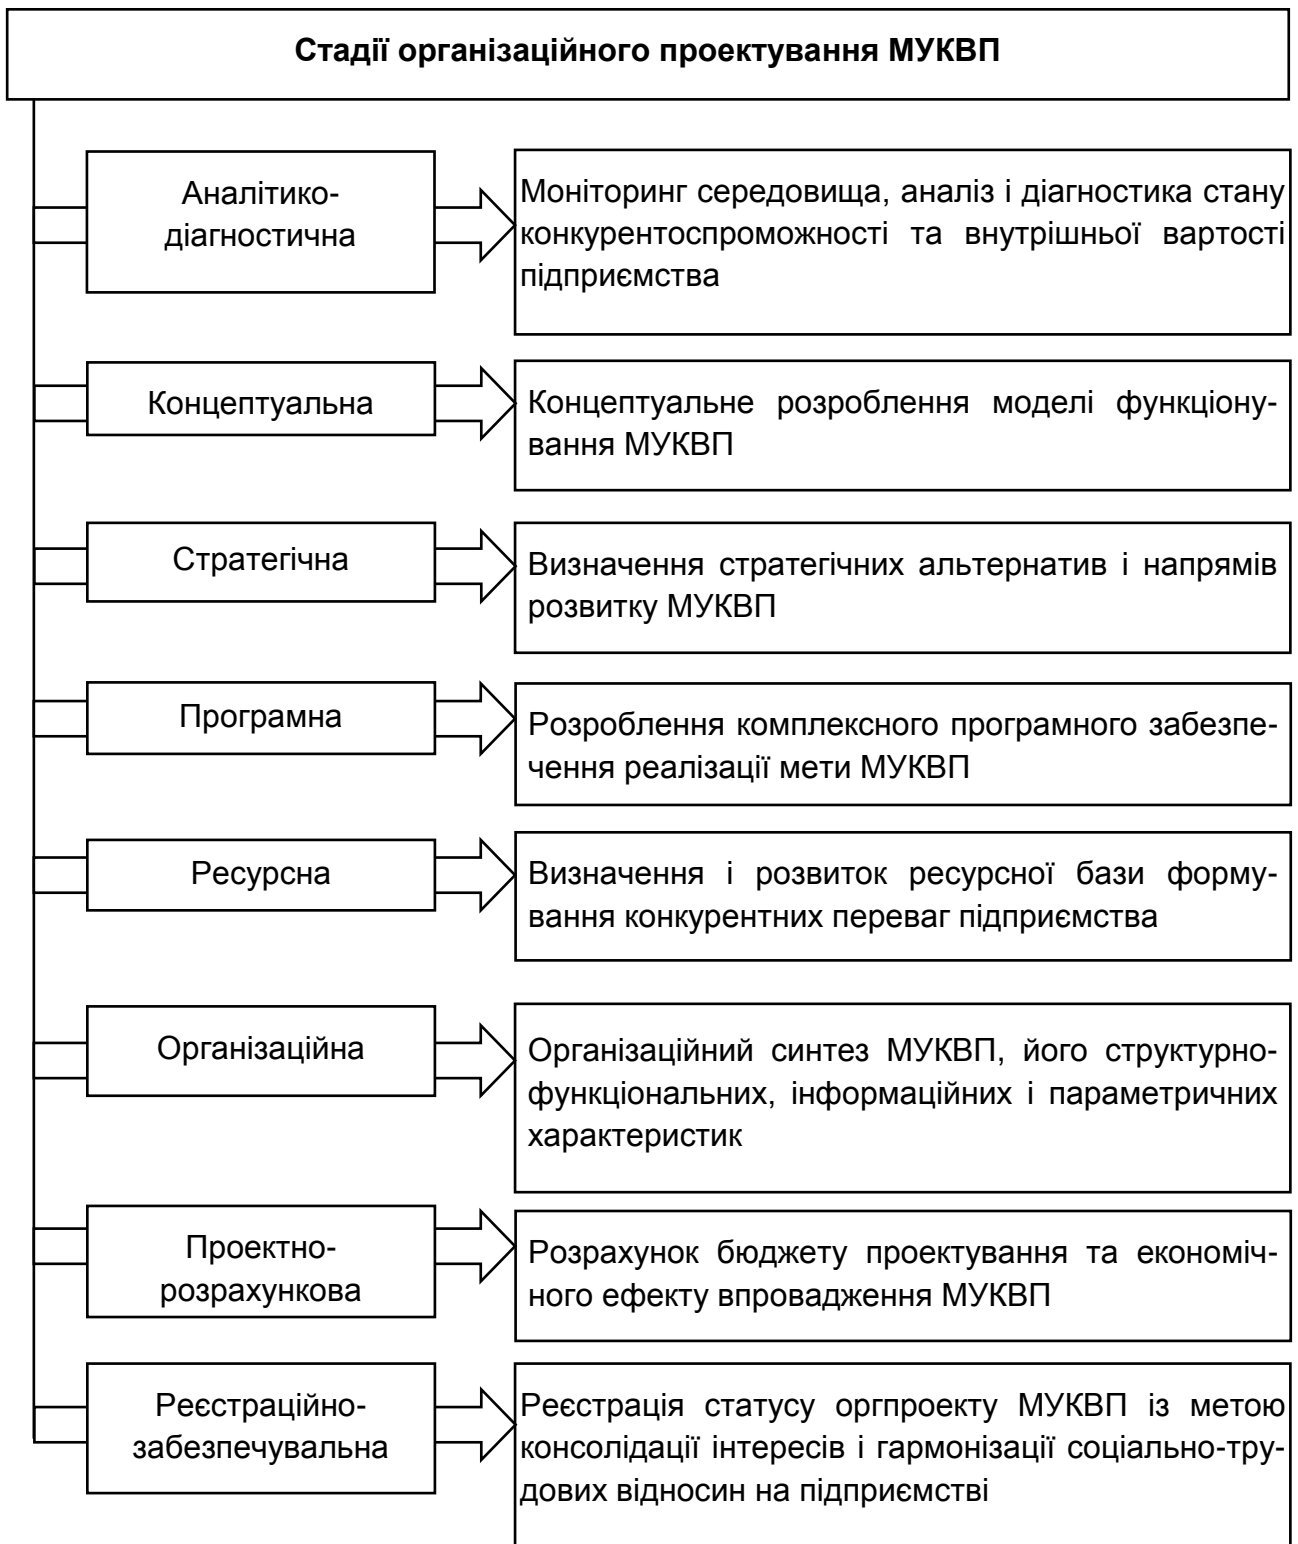 Стадії організаційного проектування МУКВП
Аналітико-
діагностична
Моніторинг середовища, аналіз і діагностика стану
конкурентоспроможності та внутрішньої вартості
підприємства
Концептуальна
Концептуальне розроблення моделі функціону-
вання МУКВП
Стратегічна
Визначення стратегічних альтернатив і напрямів
розвитку МУКВП
Програмна
Розроблення комплексного програмного забезпе-
чення реалізації мети МУКВП
Ресурсна
Визначення і розвиток ресурсної бази форму-
вання конкурентних переваг підприємства
Організаційна
Організаційний синтез МУКВП, його структурно-
функціональних, інформаційних і параметричних
характеристик
Проектно-
розрахункова
Розрахунок бюджету проектування та економіч-
ного ефекту впровадження МУКВП
Реєстраційно-
забезпечувальна
Реєстрація статусу оргпроекту МУКВП із метою
консолідації інтересів і гармонізації соціально-тру-
дових відносин на підприємстві